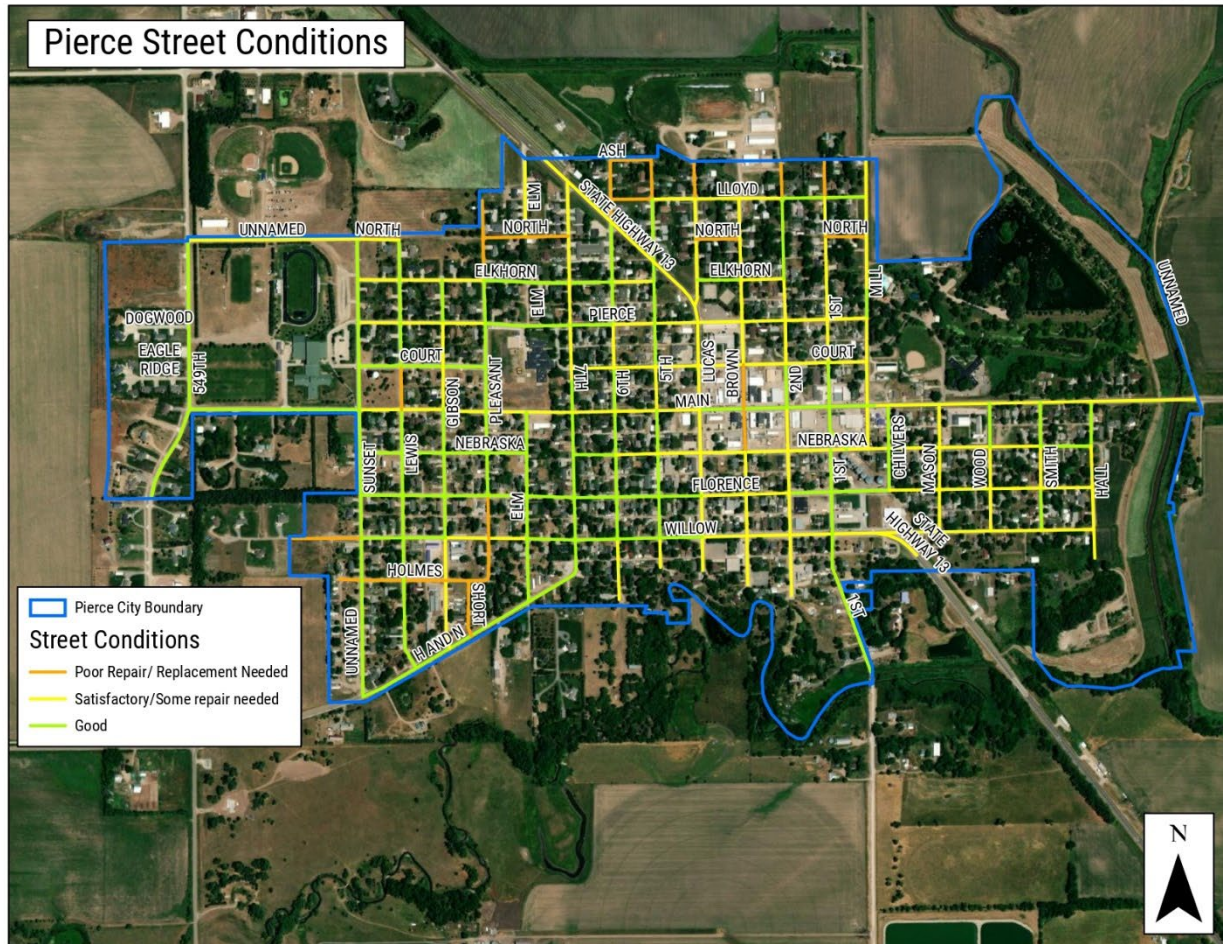 Pierce Street Conditions
ASH
LLOYD
ELM
STATE HIGHWAY 13
UNNAMED
NORTH
NORTH
NORTH
NORTH
ELKHORN
ELKHORN
MILL
UNNAMED
ELM
DOGWOOD
PIERCE
1ST
EAGLE
RIDGE
549TH
COURT
COURT
GIBSON
PLEASANT
7TH
6TH
5TH
LUCAS
BROWN
2ND
MAIN
SUNSET
LEWIS
NEBRASKA
NEBRASKA
ELM
FLORENCE
1ST
CHILVERS
MASON
WOOD
SMITH
HALL
WILLOW
STATE
HIGHWAY 13
HOLMES
SHORT
UNNAMED
H AND N
1ST
Pierce City Boundary
Street Conditions
Poor Repair/ Replacement Needed
Satisfactory/Some repair needed
Good
N